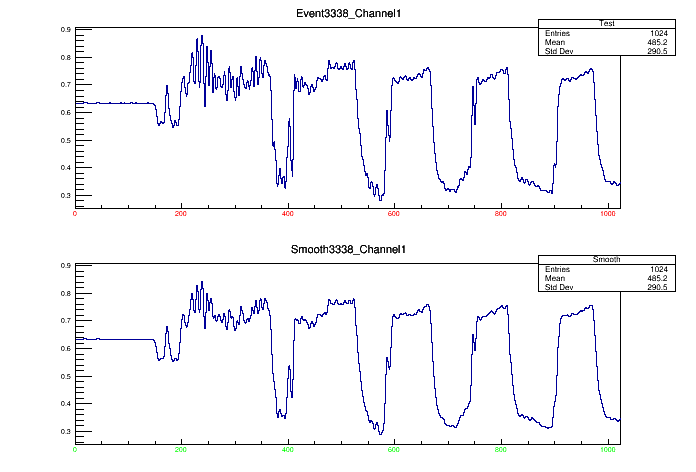 Event3338_Channel1
Test
Entries 1024
Mean 485.2
Std Dev 290.5
0.9
0.8
0.7
0.6
0.5
0.4
0.3
0 200 400 600 800 1000
Smooth3338_Channel1
Smooth
Entries 1024
Mean 485.2
Std Dev 290.5
0.9
0.8
0.7
0.6
0.5
0.4
0.3
0 200 400 600 800 1000